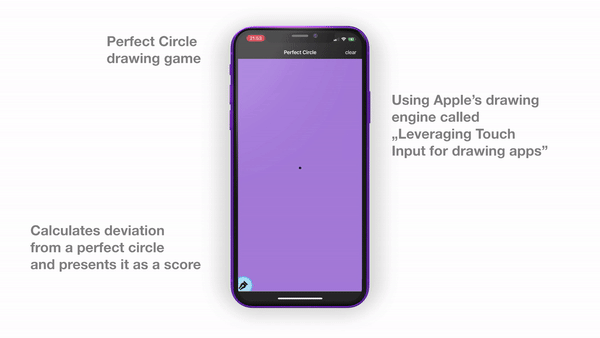 Perfect Circle
drawing game
21:53
Perfect Circle
clear
Using Apple's drawing
engine called
„Leveraging Touch
Input for drawing apps”
Calculates deviation
from a perfect circle
and presents it as a score